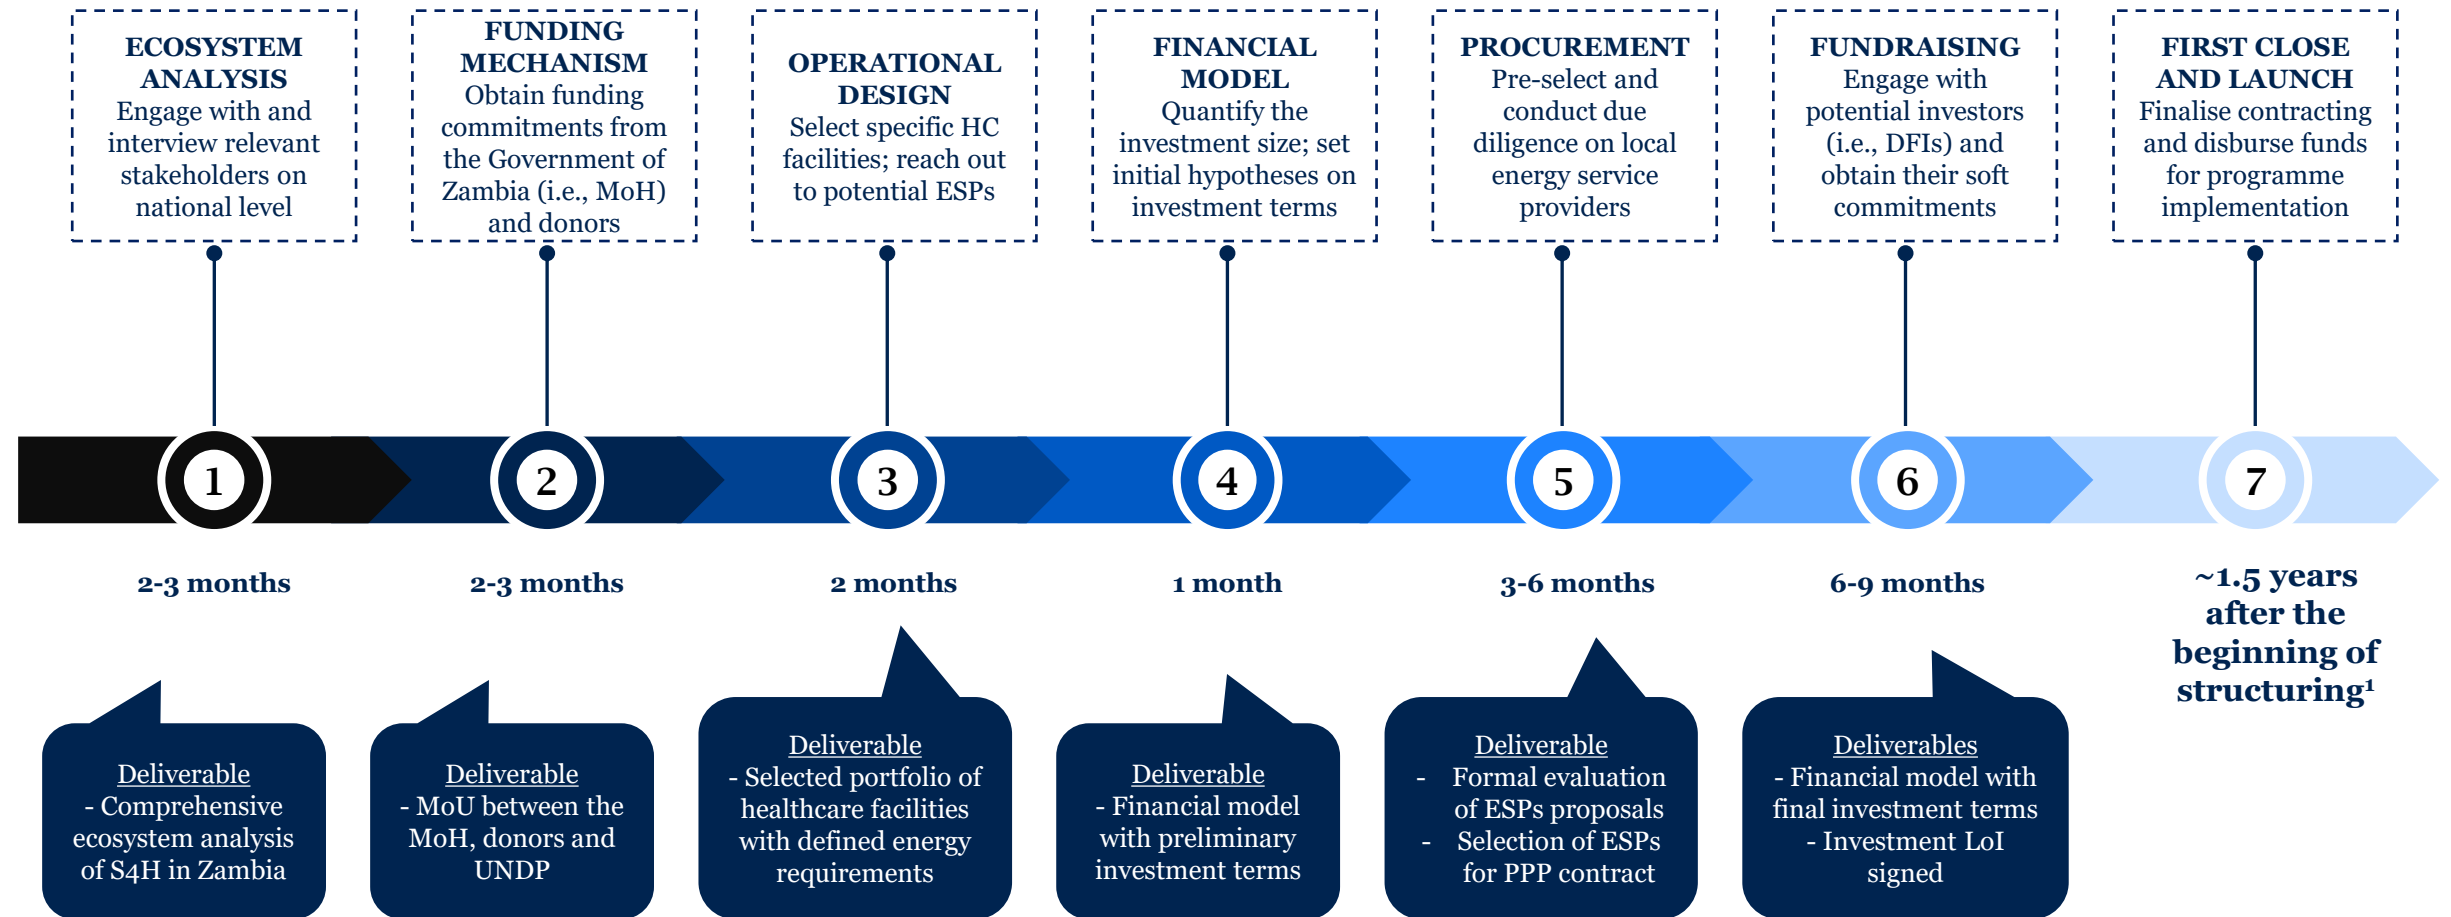 ECOSYSTEM
ANALYSIS
Engage with and
interview relevant
stakeholders on
national level
FUNDING
MECHANISM
Obtain funding
commitments from
the Government of
Zambia (i.e., MoH)
and donors
OPERATIONAL
DESIGN
Select specific HC
facilities; reach out
to potential ESPs
FINANCIAL
MODEL
Quantify the
investment size; set
initial hypotheses on
investment terms
PROCUREMENT
Pre-select and
conduct due
diligence on local
energy service
providers
FUNDRAISING
Engage with
potential investors
(i.e., DFIs) and
obtain their soft
commitments
FIRST CLOSE
AND LAUNCH
Finalise contracting
and disburse funds
for programme
implementation
1
2
3
4
5
6
7
2-3 months
2-3 months
2 months
1 month
3-6 months
6-9 months
~1.5 years
after the
beginning of
structuring¹
Deliverable
- Comprehensive
ecosystem analysis
of S4H in Zambia
Deliverable
- MoU between the
MoH, donors and
UNDP
Deliverable
- Selected portfolio of
healthcare facilities
with defined energy
requirements
Deliverable
- Financial model
with preliminary
investment terms
Deliverable
- Formal evaluation
of ESPs proposals
- Selection of ESPs
for PPP contract
Deliverables
- Financial model with
final investment terms
- Investment LoI
signed